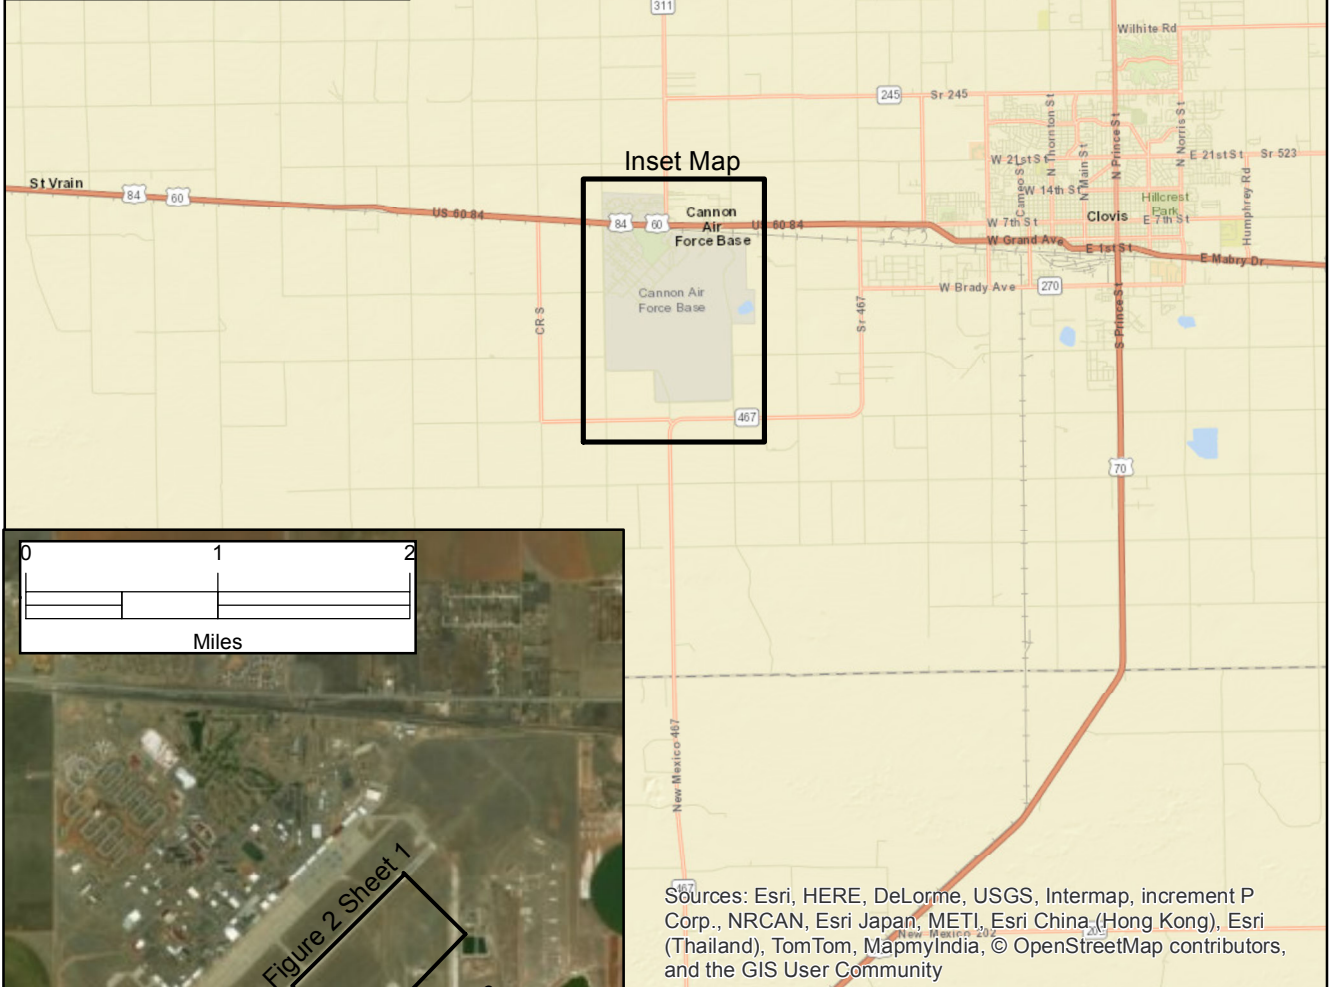 311
Wilhite Rd
245
Sr 245
N Thornton St
N Prince St
N Norris St
Inset Map
W 21st St
N Main St
E 21st St
Sr 523
St Vrain
84
60
Cameo St
W 14th St
Hillcrest
Park
Humphrey Rd
US 60 84
84
60
Cannon
Air
Force Base
US 60 84
W 7th St
Clovis
E 7th St
W Grand Ave
E 1st St
E Mabry Dr
Cannon Air
Force Base
W Brady Ave
270
CR S
Sr 467
S Prince St
467
70
0
1
2
Miles
New Mexico 467
Figure 2 Sheet 1
467
New Mexico 202
Sources: Esri, HERE, DeLorme, USGS, Intermap, increment P
Corp., NRCAN, Esri Japan, METI, Esri China (Hong Kong), Esri
(Thailand), TomTom, MapmyIndia, © OpenStreetMap contributors,
and the GIS User Community